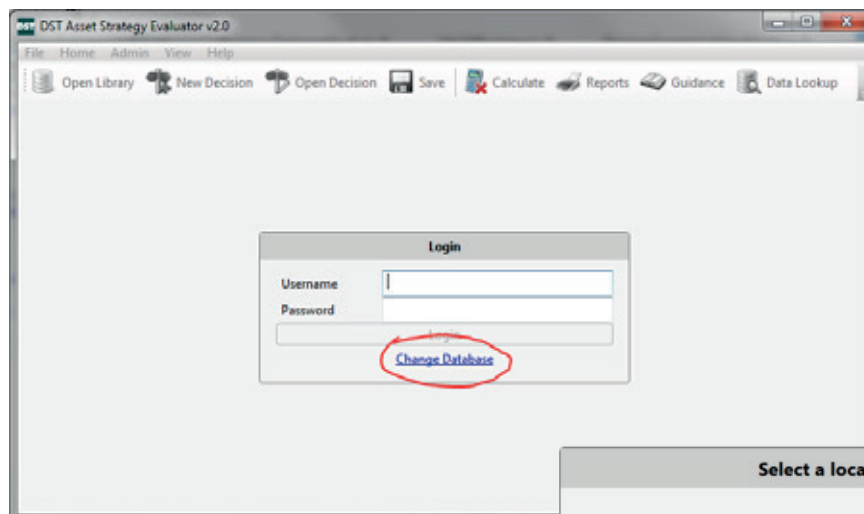 DST DST Asset Strategy Evaluator v2.0
File Home Admin View Help
Open Library New Decision Open Decision Save Calculate Reports Guidance Data Lookup
Login
Username
Password
Login
Change Database
Select a loca